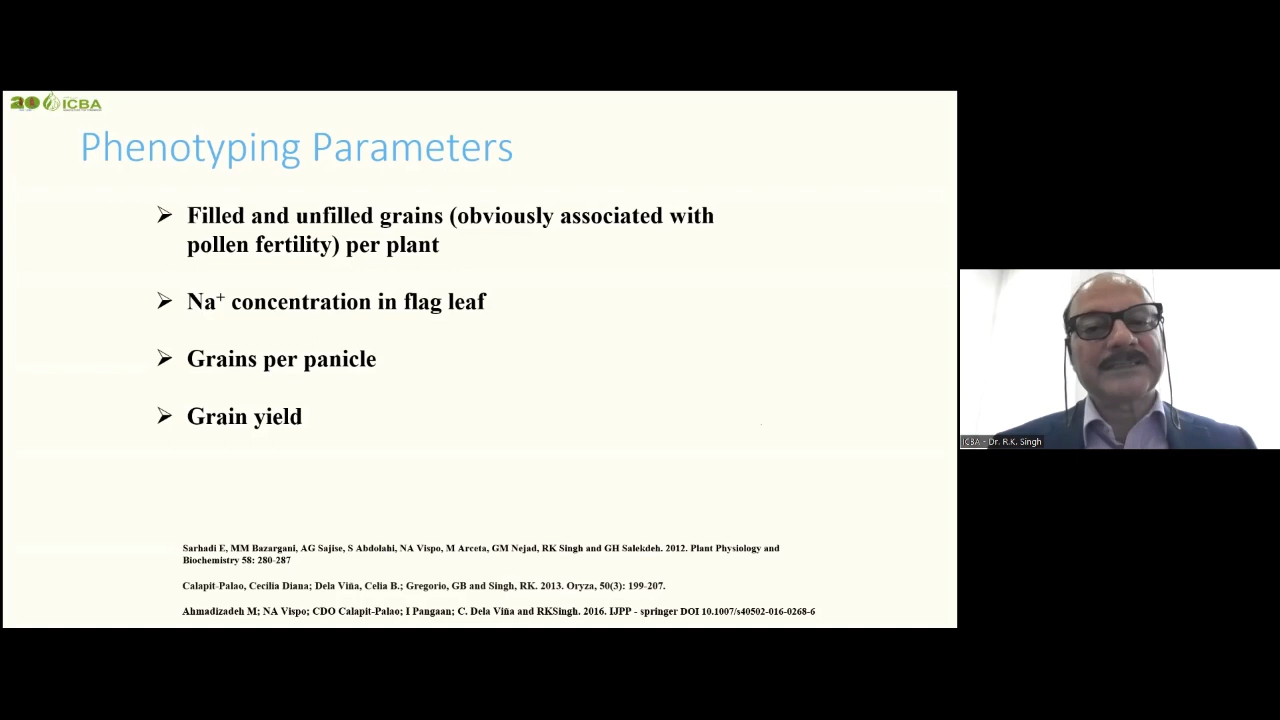 20 ICBA
Phenotyping Parameters
➢ Filled and unfilled grains (obviously associated with
pollen fertility) per plant
➢ Na⁺ concentration in flag leaf
➢ Grains per panicle
➢ Grain yield
Sarhadi E, MM Bazargani, AG Sajise, S Abdolahi, NA Vispo, M Arceta, GM Nejad, RK Singh and GH Salekdeh. 2012. Plant Physiology and
Biochemistry 58: 280-287
Calapit-Palao, Cecilia Diana; Dela Viña, Celia B.; Gregorio, GB and Singh, RK. 2013. Oryza, 50(3): 199-207.
Ahmadizadeh M; NA Vispo; CDO Calapit-Palao; I Pangaan; C. Dela Viña and RKSingh. 2016. IJPP - springer DOI 10.1007/s40502-016-0268-6
ICBA - Dr. R.K. Singh